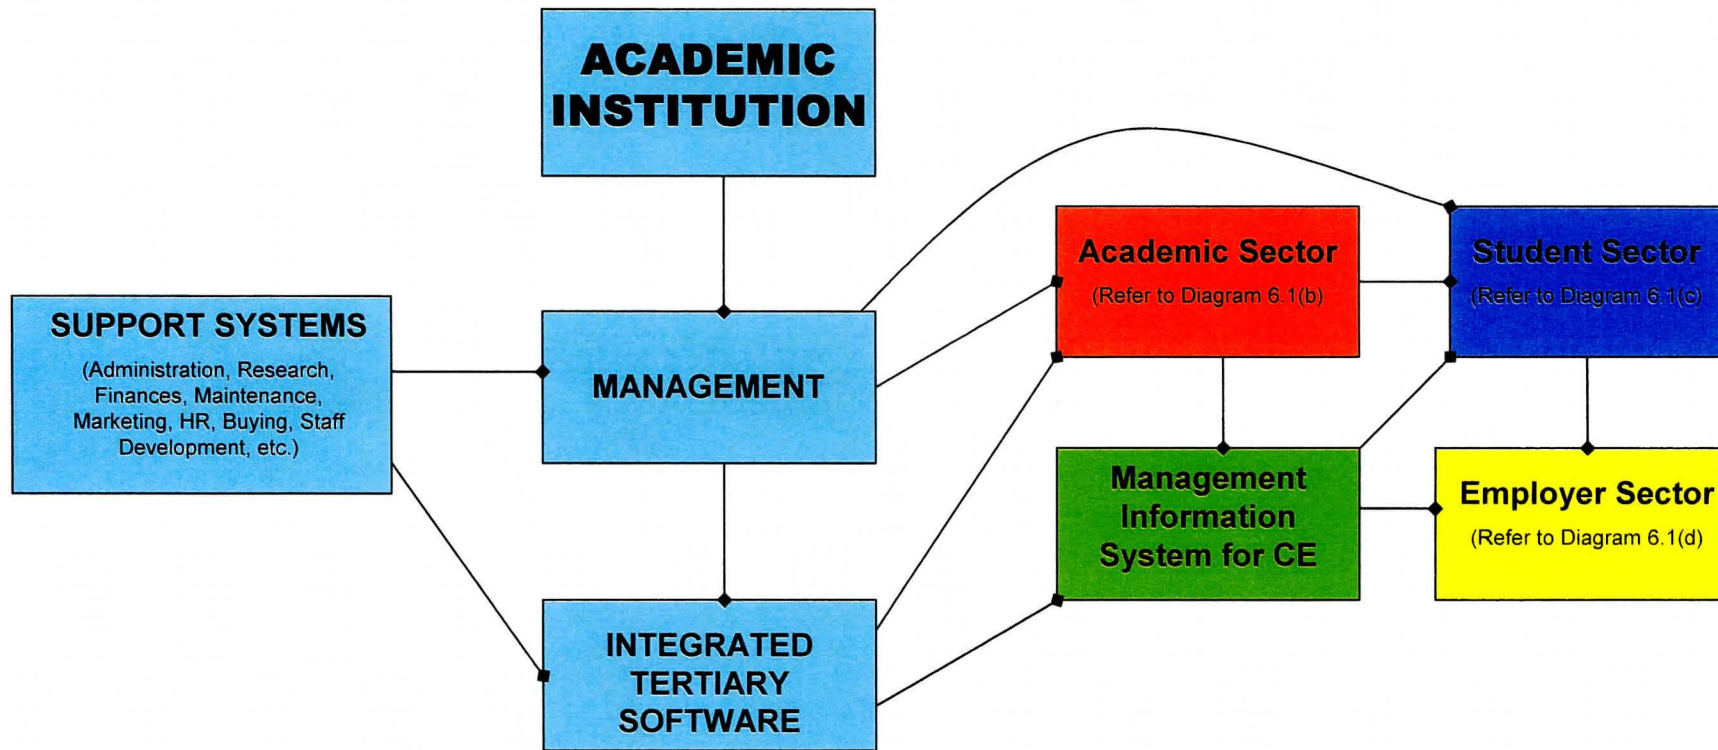 ACADEMIC
INSTITUTION
SUPPORT SYSTEMS
(Administration, Research,
Finances, Maintenance,
Marketing, HR, Buying, Staff
Development, etc.)
MANAGEMENT
INTEGRATED
TERTIARY
SOFTWARE
Academic Sector
(Refer to Diagram 6.1(b)
Student Sector
(Refer to Diagram 6.1(c)
Management
Information
System for CE
Employer Sector
(Refer to Diagram 6.1(d)